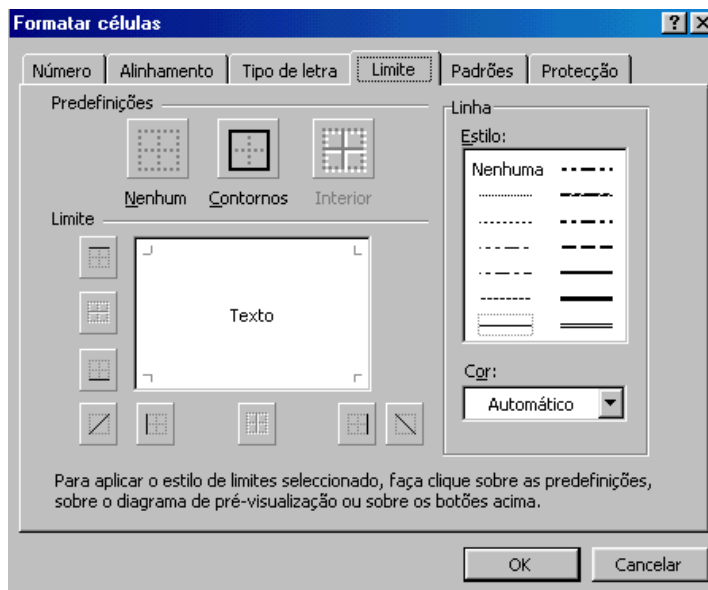 Formatar células
Número Alinhamento Tipo de letra Limite Padrões Protecção
Predefinições
Nenhum Contornos Interior
Limite
Texto
Linha
Estilo:
Nenhuma
Cor:
Automático
Para aplicar o estilo de limites seleccionado, faça clique sobre as predefinições,
sobre o diagrama de pré-visualização ou sobre os botões acima.
OK Cancelar